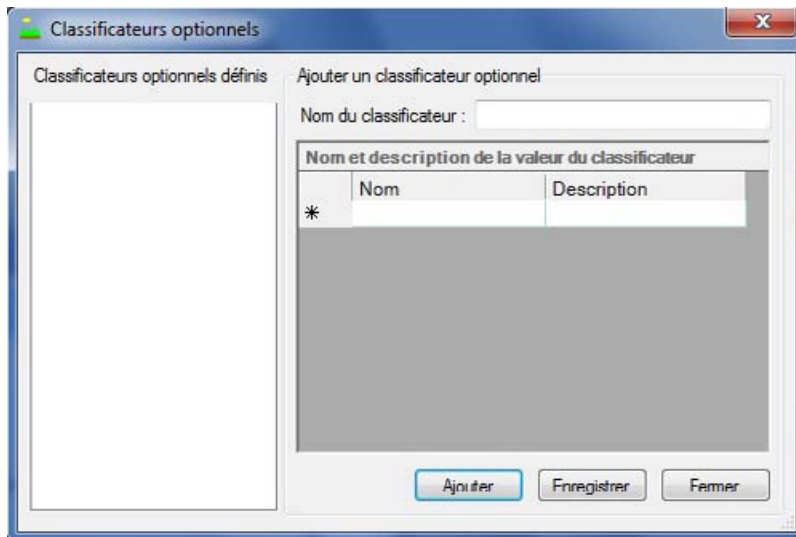 Classificateurs optionnels
Classificateurs optionnels définis
Ajouter un classificateur optionnel
Nom du classificateur :
Nom et description de la valeur du classificateur
Nom Description
*
Ajouter Enregistrer Fermer